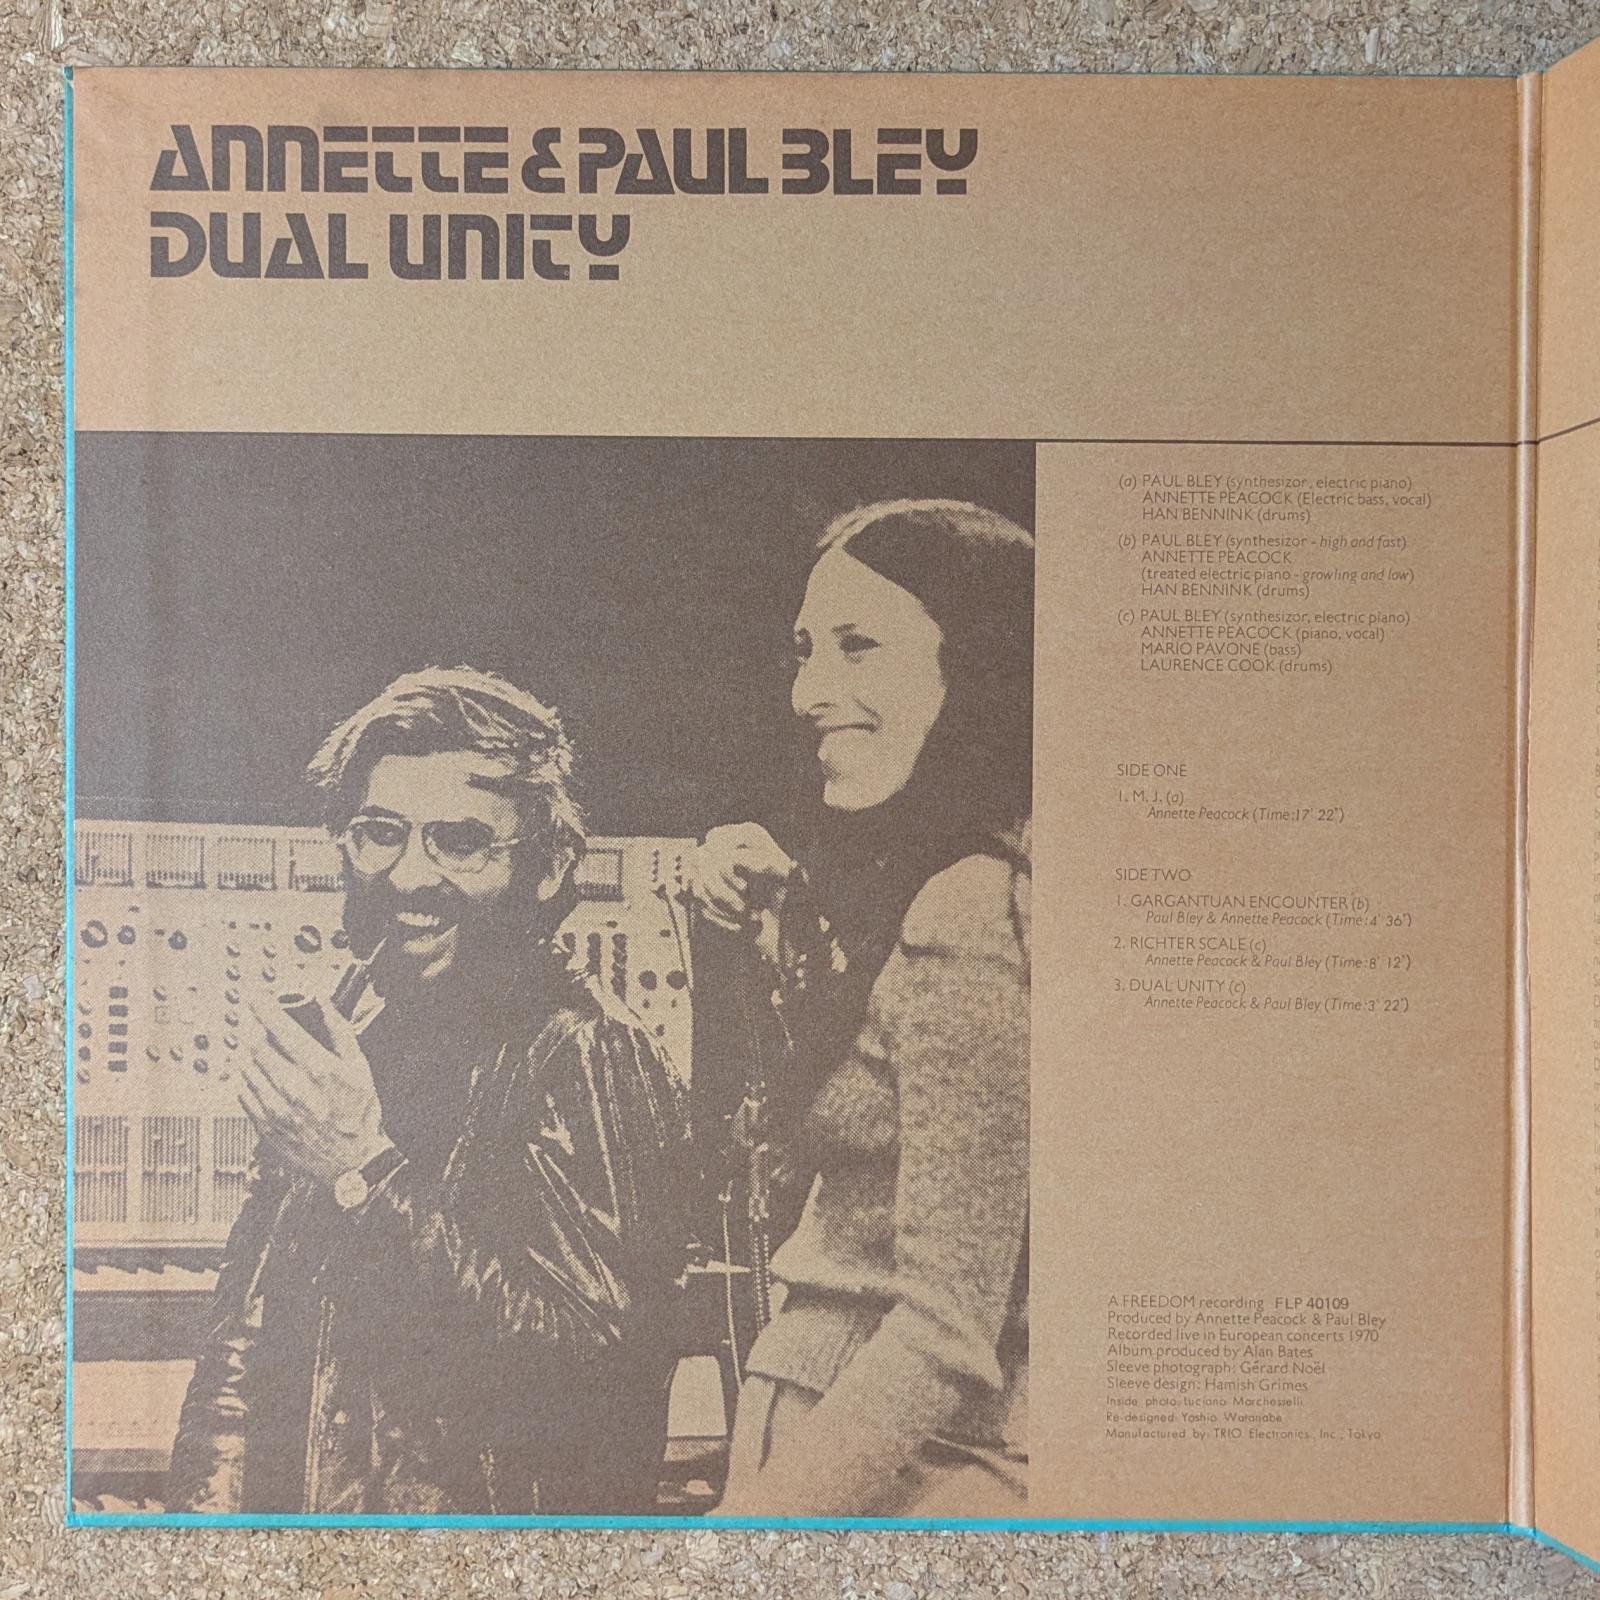 ANNETTE & PAUL BLEY
DUAL UNITY
(a) PAUL BLEY (synthesizor, electric piano)
ANNETTE PEACOCK (Electric bass, vocal)
HAN BENNINK (drums)
(b) PAUL BLEY (synthesizor - high and fast)
ANNETTE PEACOCK
(treated electric piano - growling and low)
HAN BENNINK (drums)
(c) PAUL BLEY (synthesizor, electric piano)
ANNETTE PEACOCK (piano, vocal)
MARIO PAVONE (bass)
LAURENCE COOK (drums)
SIDE ONE
1. M. J. (a)
Annette Peacock (Time:17' 22")
SIDE TWO
1. GARGANTUAN ENCOUNTER (b)
Paul Bley & Annette Peacock (Time:4' 36")
2. RICHTER SCALE (c)
Annette Peacock & Paul Bley (Time:8' 12")
3. DUAL UNITY (c)
Annette Peacock & Paul Bley (Time:3' 22")
A FREEDOM recording FLP 40109
Produced by Annette Peacock & Paul Bley
Recorded live in European concerts 1970
Album produced by Alan Bates
Sleeve photograph: Gérard Noël
Sleeve design: Hamish Grimes
Inside photo: Luciano Marchesselli
Re-designed: Yoshio Watanabe
Manufactured by: TRIO Electronics, Inc., Tokyo